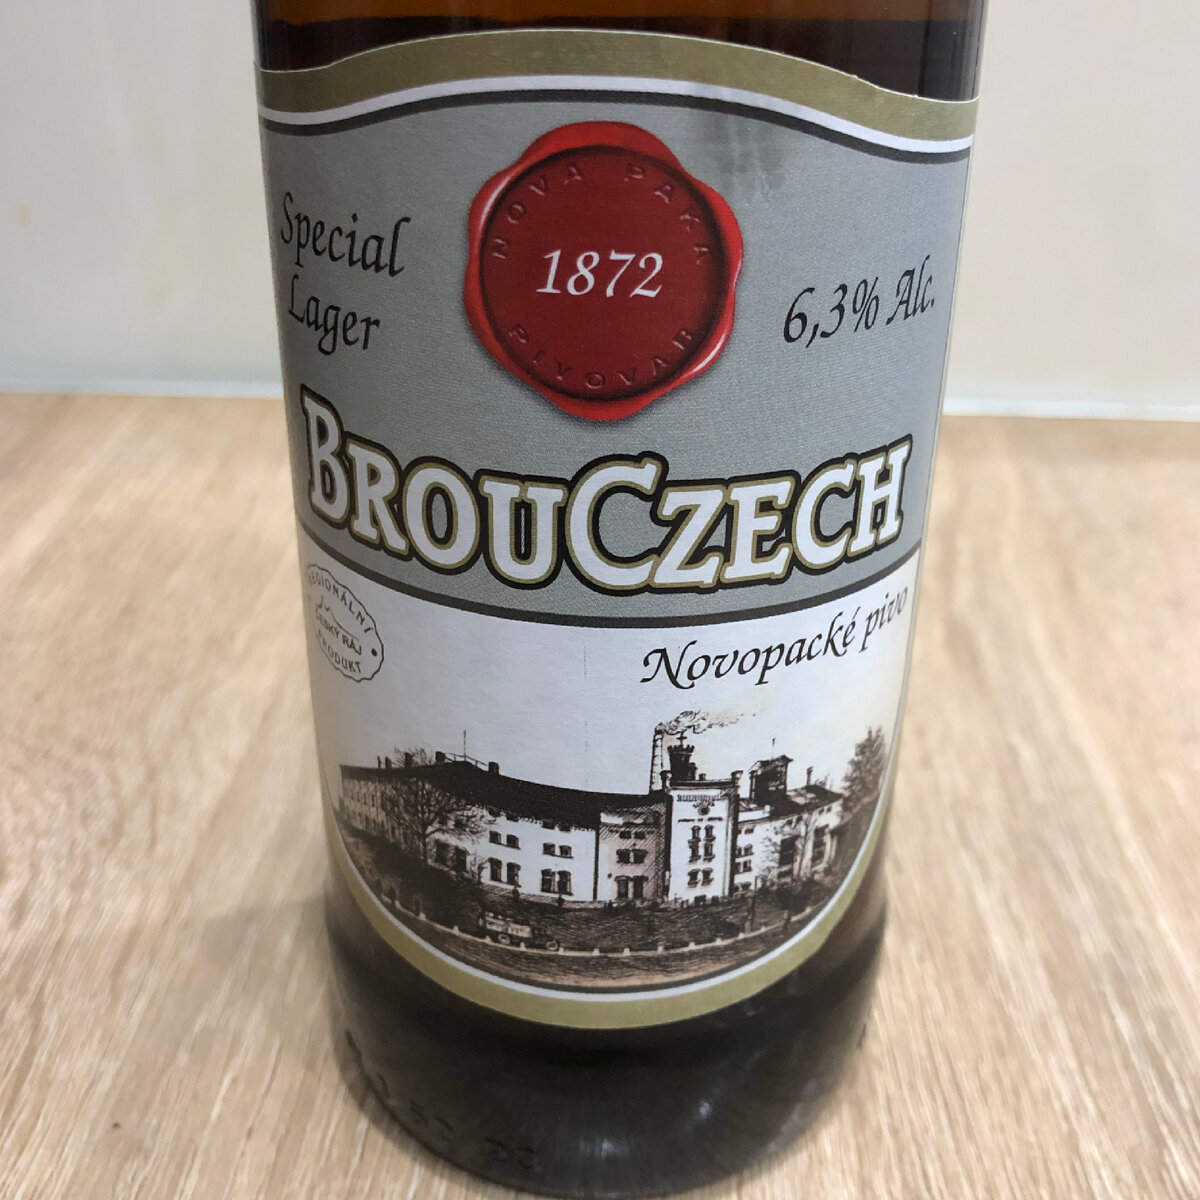 NOVA PAKA
1872
PIVOVAR
Special
Lager
6,3% Alc.
BROUCZECH
REGIONÁLNÍ
ČESKÝ RÁJ
PRODUKT
Novopacké pivo